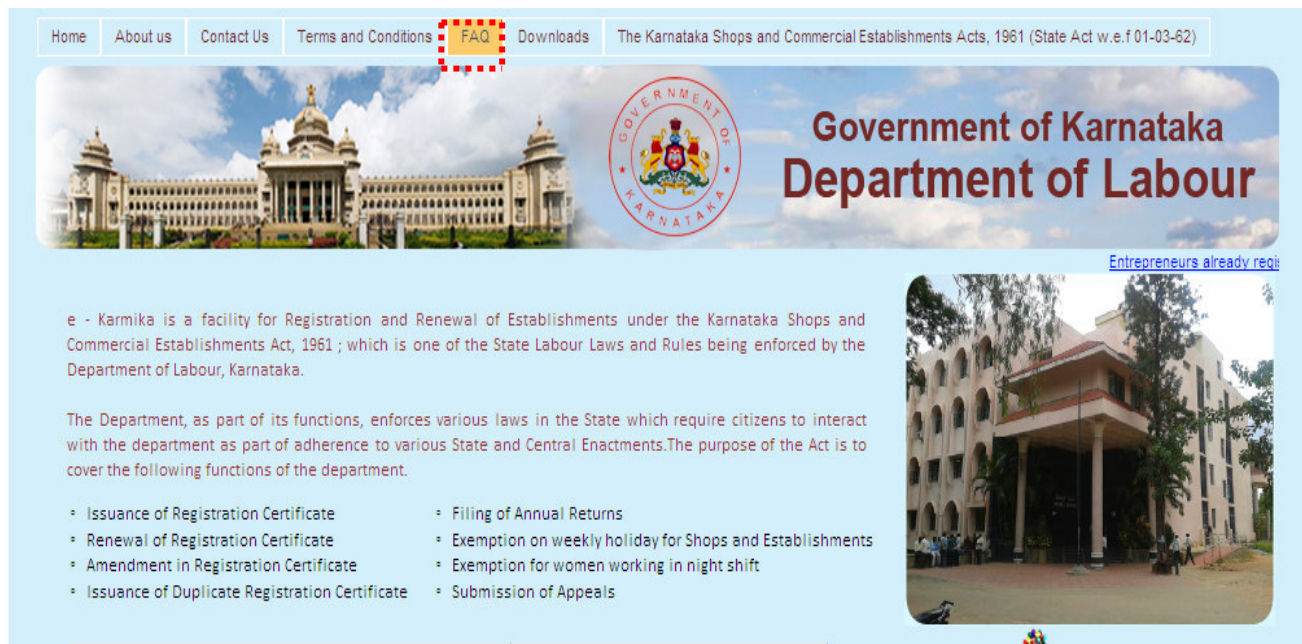 Home About us Contact Us Terms and Conditions FAQ Downloads The Karnataka Shops and Commercial Establishments Acts, 1961 (State Act w.e.f 01-03-62)
GOVERNMENT OF
KARNATAKA
Government of Karnataka
Department of Labour
Entrepreneurs already regi
e - Karmika is a facility for Registration and Renewal of Establishments under the Karnataka Shops and
Commercial Establishments Act, 1961 ; which is one of the State Labour Laws and Rules being enforced by the
Department of Labour, Karnataka.
The Department, as part of its functions, enforces various laws in the State which require citizens to interact
with the department as part of adherence to various State and Central Enactments.The purpose of the Act is to
cover the following functions of the department.
Issuance of Registration Certificate
Renewal of Registration Certificate
Amendment in Registration Certificate
Issuance of Duplicate Registration Certificate
Filing of Annual Returns
Exemption on weekly holiday for Shops and Establishments
Exemption for women working in night shift
Submission of Appeals